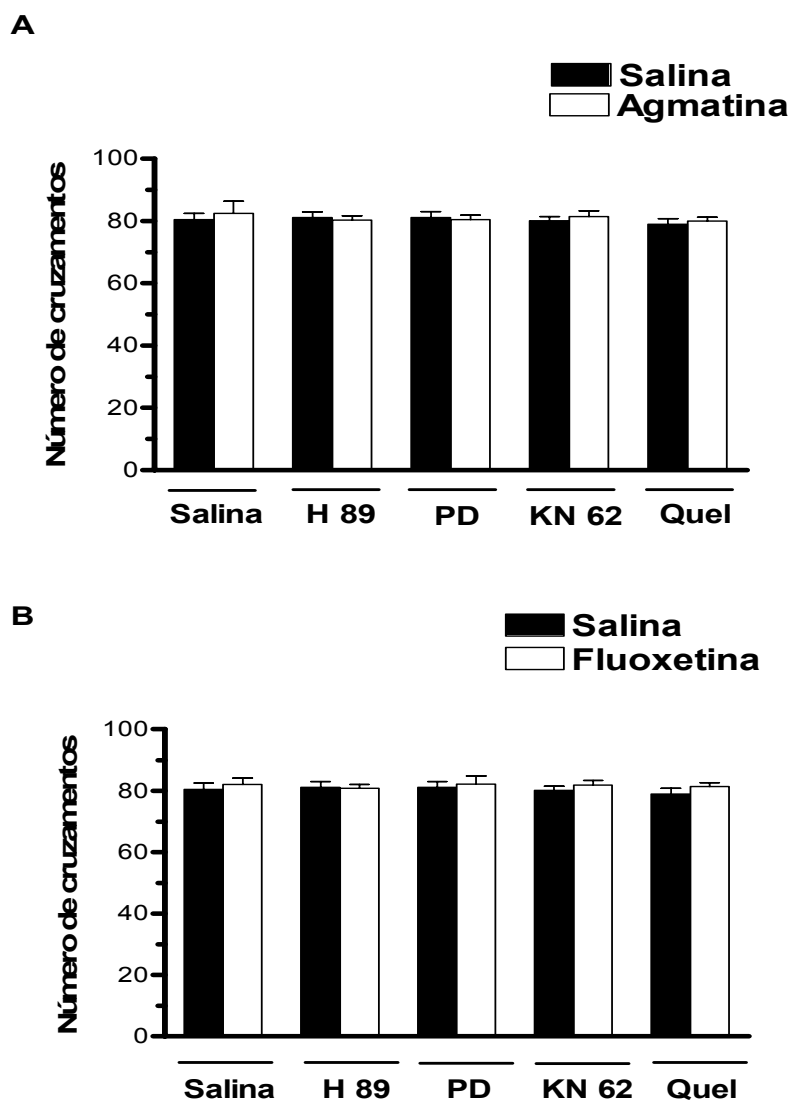 A
Salina
Agmatina
Número de cruzamentos
100
80
60
40
20
0
Salina H 89 PD KN 62 Quel
B
Salina
Fluoxetina
Número de cruzamentos
100
80
60
40
20
0
Salina H 89 PD KN 62 Quel